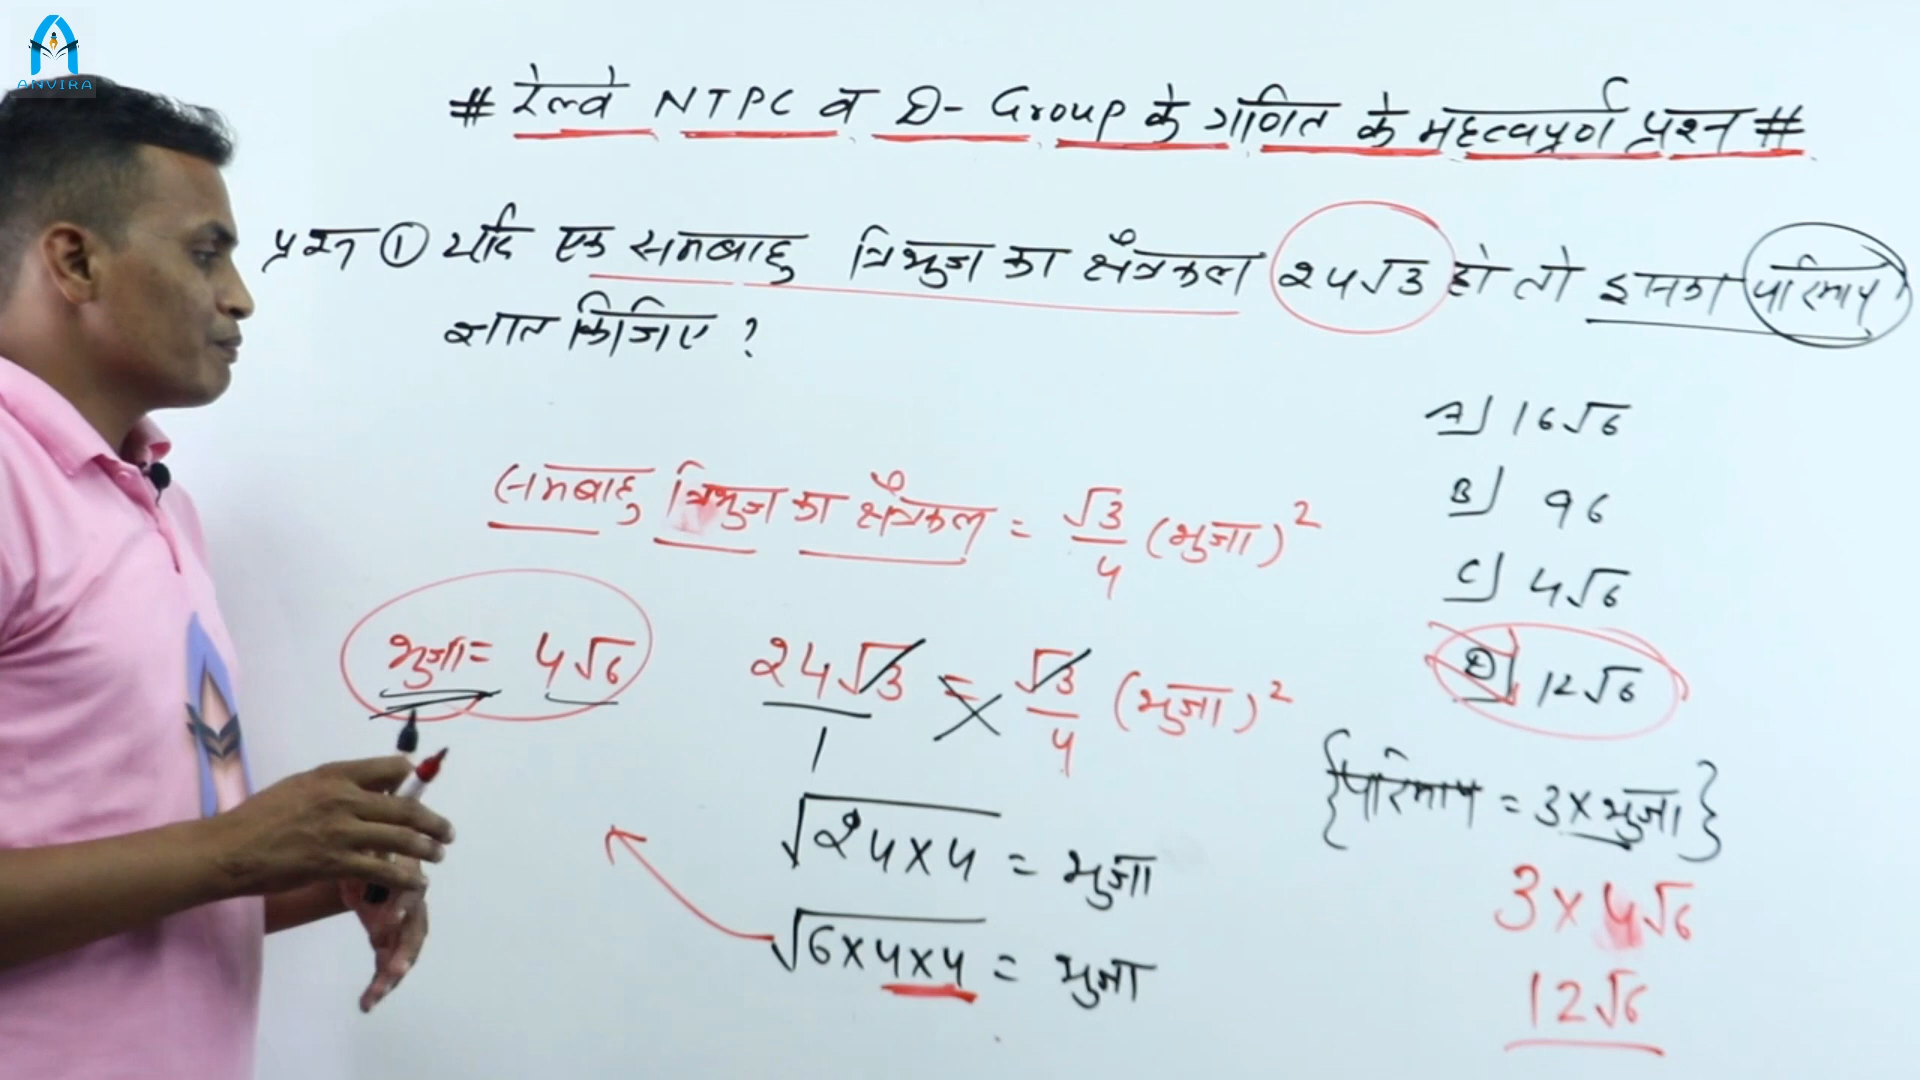 ANVIRA
# रेल्वे NTPC व D- Group के गणित के महत्वपूर्ण प्रश्न #
प्रश्न ① यदि एक समबाहु त्रिभुज का क्षैत्रफल 24√3 हो तो इसका परिमाप
ज्ञात किजिए ?
A) 16√6
B) 96
C) 4√6
D) 12√6
समबाहु त्रिभुज का क्षैत्रफल = √3/4 (भुजा)²
भुजा = 4√6
24√3/1 = √3/4 (भुजा)²
√24×4 = भुजा
√6×4×4 = भुजा
{परिमाप = 3×भुजा}
3 × 4√6
12√6